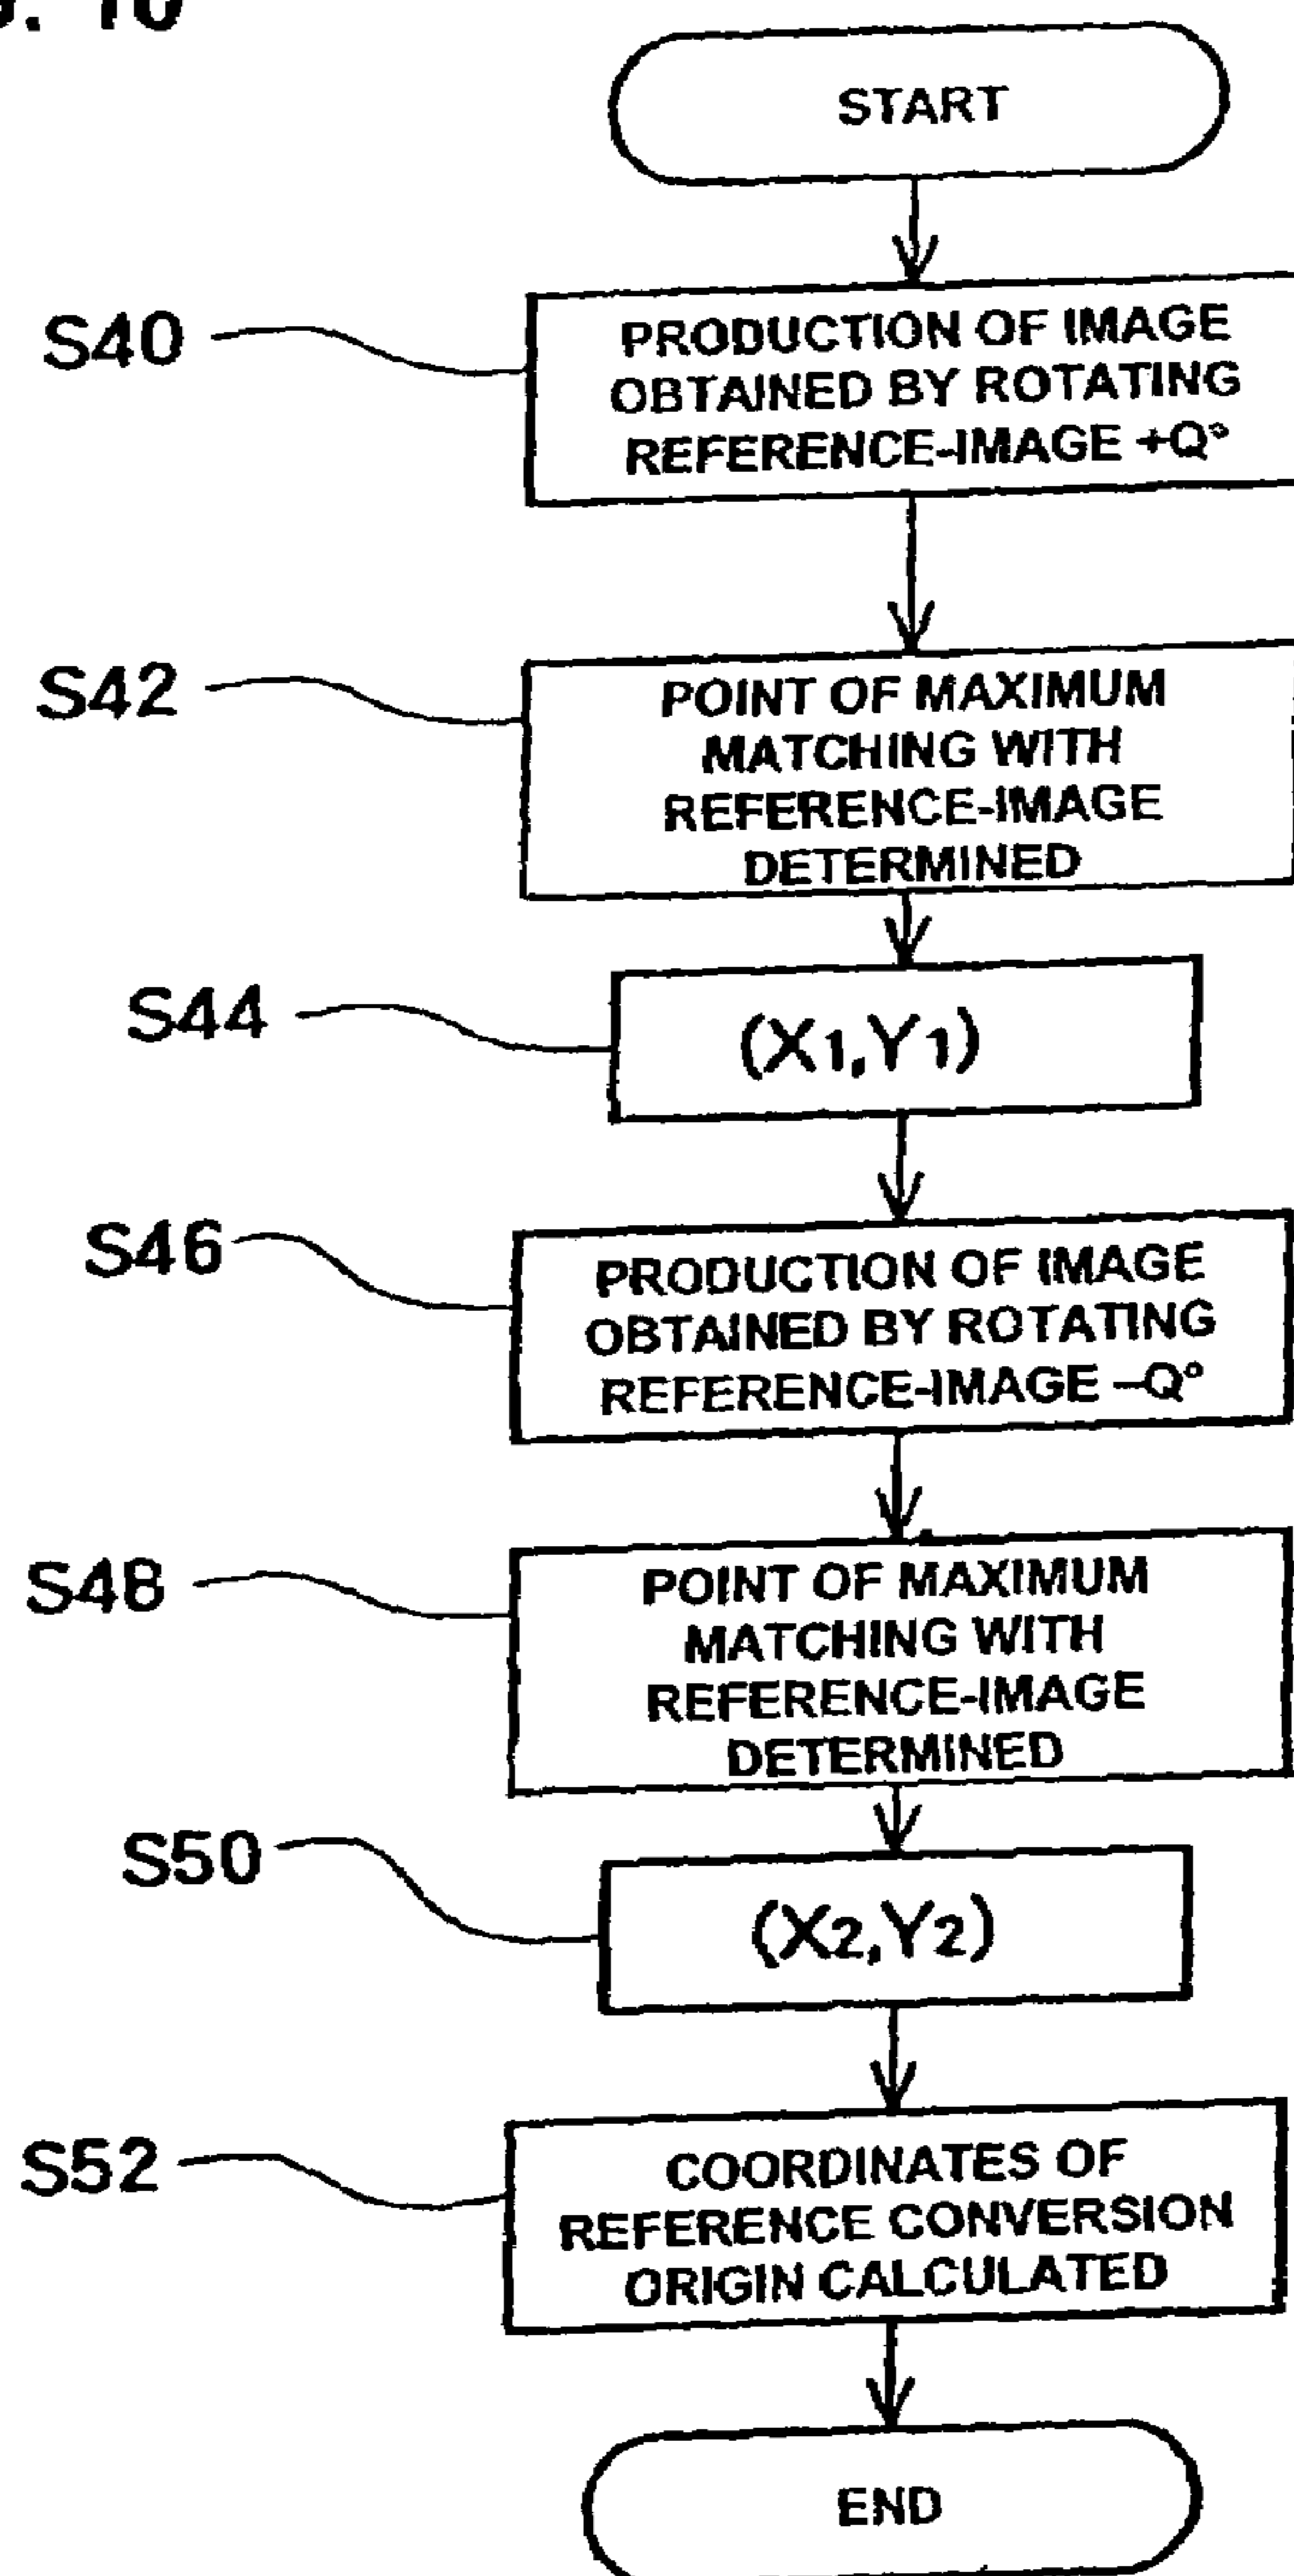 10
START
S40
PRODUCTION OF IMAGE
OBTAINED BY ROTATING
REFERENCE-IMAGE +Q°
S42
POINT OF MAXIMUM
MATCHING WITH
REFERENCE-IMAGE
DETERMINED
S44
(X1,Y1)
S46
PRODUCTION OF IMAGE
OBTAINED BY ROTATING
REFERENCE-IMAGE –Q°
S48
POINT OF MAXIMUM
MATCHING WITH
REFERENCE-IMAGE
DETERMINED
S50
(X2,Y2)
S52
COORDINATES OF
REFERENCE CONVERSION
ORIGIN CALCULATED
END